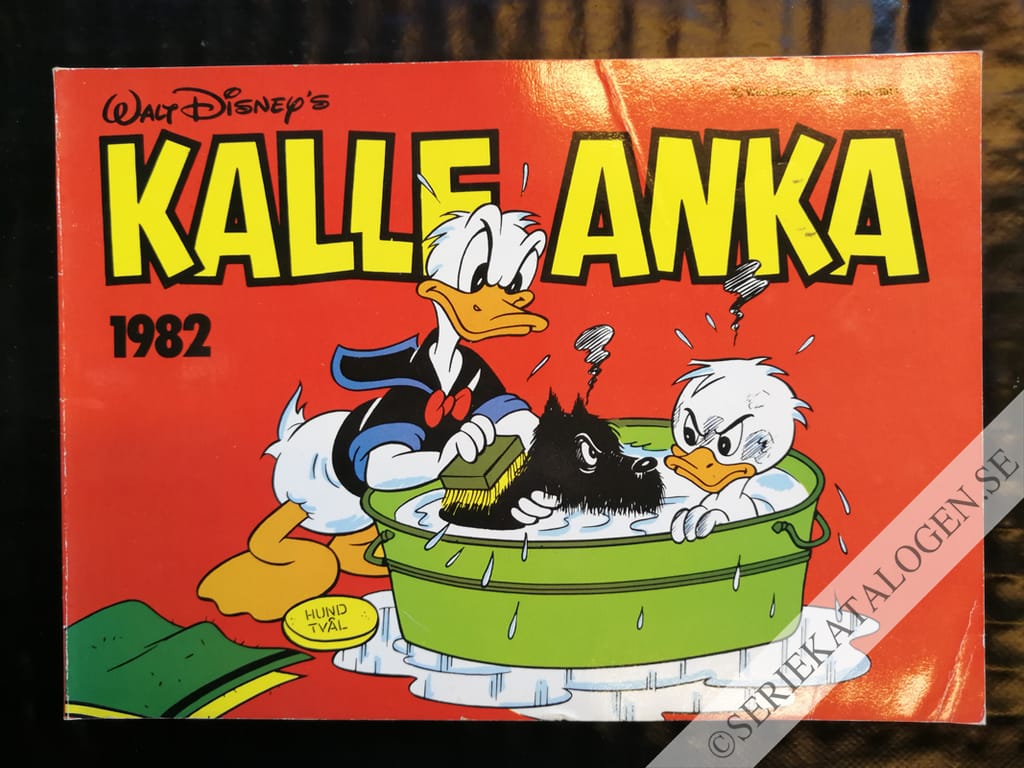 WALT DISNEY'S
KALLE ANKA
1982
HUND
TVÅL
©SERIEKATALOGEN.SE